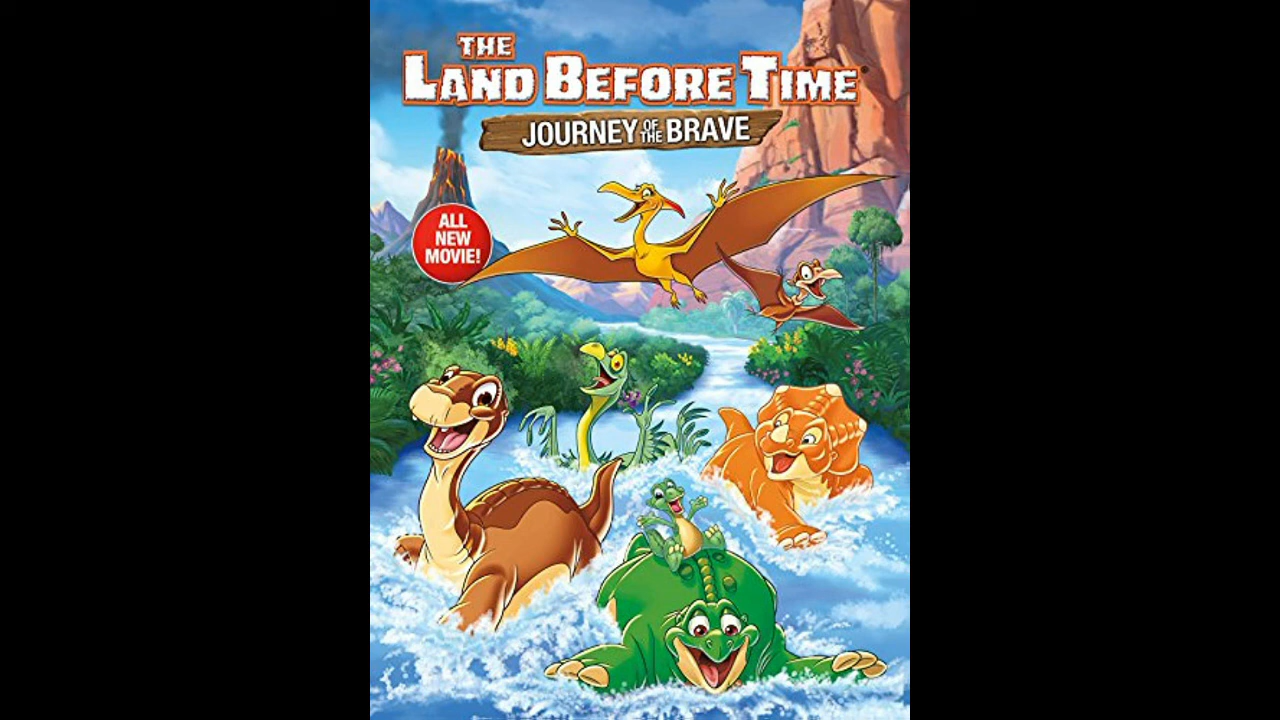 THE
LAND BEFORE TIME®
JOURNEY OF THE BRAVE
ALL
NEW
MOVIE!